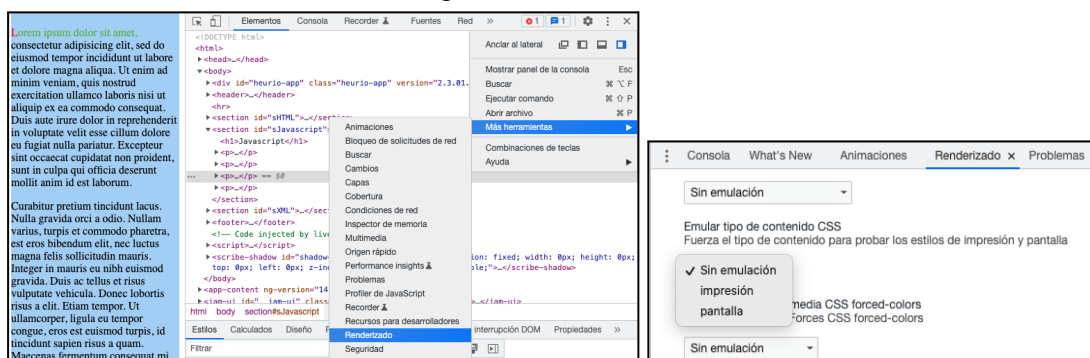 Lorem ipsum dolor sit amet,
consectetur adipisicing elit, sed do
eiusmod tempor incididunt ut labore
et dolore magna aliqua. Ut enim ad
minim veniam, quis nostrud
exercitation ullamco laboris nisi ut
aliquip ex ea commodo consequat.
Duis aute irure dolor in reprehenderit
in voluptate velit esse cillum dolore
eu fugiat nulla pariatur. Excepteur
sint occaecat cupidatat non proident,
sunt in culpa qui officia deserunt
mollit anim id est laborum.
Curabitur pretium tincidunt lacus.
Nulla gravida orci a odio. Nullam
varius, turpis et commodo pharetra,
est eros bibendum elit, nec luctus
magna felis sollicitudin mauris.
Integer in mauris eu nibh euismod
gravida. Duis ac tellus et risus
vulputate vehicula. Donec lobortis
risus a elit. Etiam tempor. Ut
ullamcorper, ligula eu tempor
congue, eros est euismod turpis, id
tincidunt sapien risus a quam.
Maecenas fermentum consequat mi
Elementos Consola Recorder Fuentes Red » 1 1
<!DOCTYPE html>
<html>
<head>…</head>
<body>
<div id="heurio-app" class="heurio-app" version="2.3.01.
<header>…</header>
<hr>
<section id="sHTML">…</section>
<section id="sJavascript">
<h1>Javascript</h1>
<p>…</p>
<p>…</p>
<p>…</p> == $0
<p>…</p>
</section>
<section id="sXML">…</sec
<footer>…</footer>
<!-- Code injected by live
<script>…</script>
<scribe-shadow id="shadow ion: fixed; width: 0px; height: 0px;
top: 0px; left: 0px; z-ind ble;">…</scribe-shadow>
</body>
<app-content ng-version="14
html body section#sJavascript
Estilos Calculados Diseño interrupción DOM Propiedades »
Filtrar
Anclar al lateral
Mostrar panel de la consola Esc
Buscar ⌘ ⌥ F
Ejecutar comando ⌘ ⇧ P
Abrir archivo ⌘ P
Más herramientas
Combinaciones de teclas
Ayuda
Animaciones
Bloqueo de solicitudes de red
Buscar
Cambios
Capas
Cobertura
Condiciones de red
Inspector de memoria
Multimedia
Origen rápido
Performance insights
Problemas
Profiler de JavaScript
Recorder
Recursos para desarrolladores
Renderizado
Seguridad
Consola What's New Animaciones Renderizado × Problemas
Sin emulación
Emular tipo de contenido CSS
Fuerza el tipo de contenido para probar los estilos de impresión y pantalla
✓ Sin emulación
impresión
pantalla
media CSS forced-colors
Forces CSS forced-colors
Sin emulación